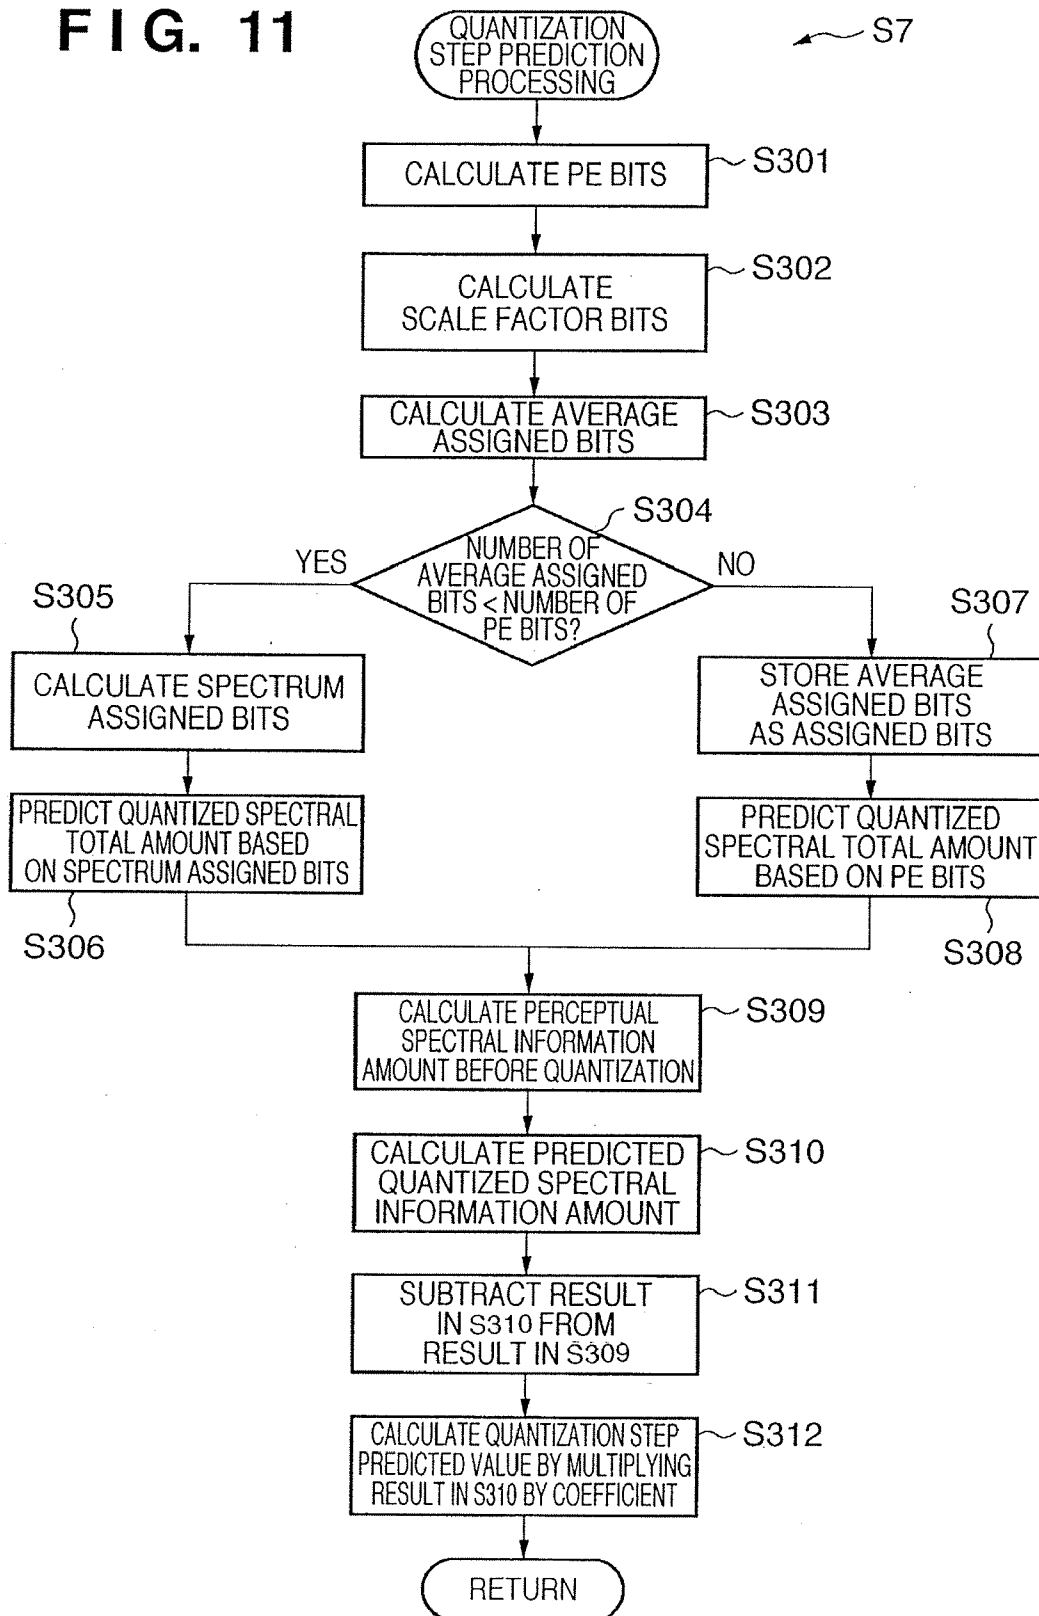 FIG. 11
S7
QUANTIZATION
STEP PREDICTION
PROCESSING
CALCULATE PE BITS
S301
CALCULATE
SCALE FACTOR BITS
S302
CALCULATE AVERAGE
ASSIGNED BITS
S303
S304
NUMBER OF
AVERAGE ASSIGNED
BITS < NUMBER OF
PE BITS?
YES
NO
S305
CALCULATE SPECTRUM
ASSIGNED BITS
S307
STORE AVERAGE
ASSIGNED BITS
AS ASSIGNED BITS
PREDICT QUANTIZED SPECTRAL
TOTAL AMOUNT BASED
ON SPECTRUM ASSIGNED BITS
S306
PREDICT QUANTIZED
SPECTRAL TOTAL AMOUNT
BASED ON PE BITS
S308
CALCULATE PERCEPTUAL
SPECTRAL INFORMATION
AMOUNT BEFORE QUANTIZATION
S309
CALCULATE PREDICTED
QUANTIZED SPECTRAL
INFORMATION AMOUNT
S310
SUBTRACT RESULT
IN S310 FROM
RESULT IN S309
S311
CALCULATE QUANTIZATION STEP
PREDICTED VALUE BY MULTIPLYING
RESULT IN S310 BY COEFFICIENT
S312
RETURN